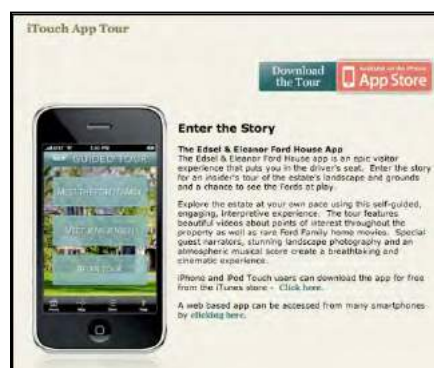 iTouch App Tour
Download
the Tour
Available on the iPhone
App Store
GUIDED TOUR
MEET THE FORD FAMILY
MEET JENS JENSEN
BEGIN TOUR
Enter the Story
The Edsel & Eleanor Ford House App
The Edsel & Eleanor Ford House app is an epic visitor
experience that puts you in the driver's seat. Enter the story
for an insider's tour of the estate's landscape and grounds
and a chance to see the Fords at play.
Explore the estate at your own pace using this self-guided,
engaging, interpretive experience. The tour features
beautiful videos about points of interest throughout the
property as well as rare Ford Family home movies. Special
guest narrators, stunning landscape photography and an
atmospheric musical score create a breathtaking and
cinematic experience.
iPhone and iPod Touch users can download the app for free
from the iTunes store - Click here.
A web based app can be accessed from many smartphones
by clicking here.